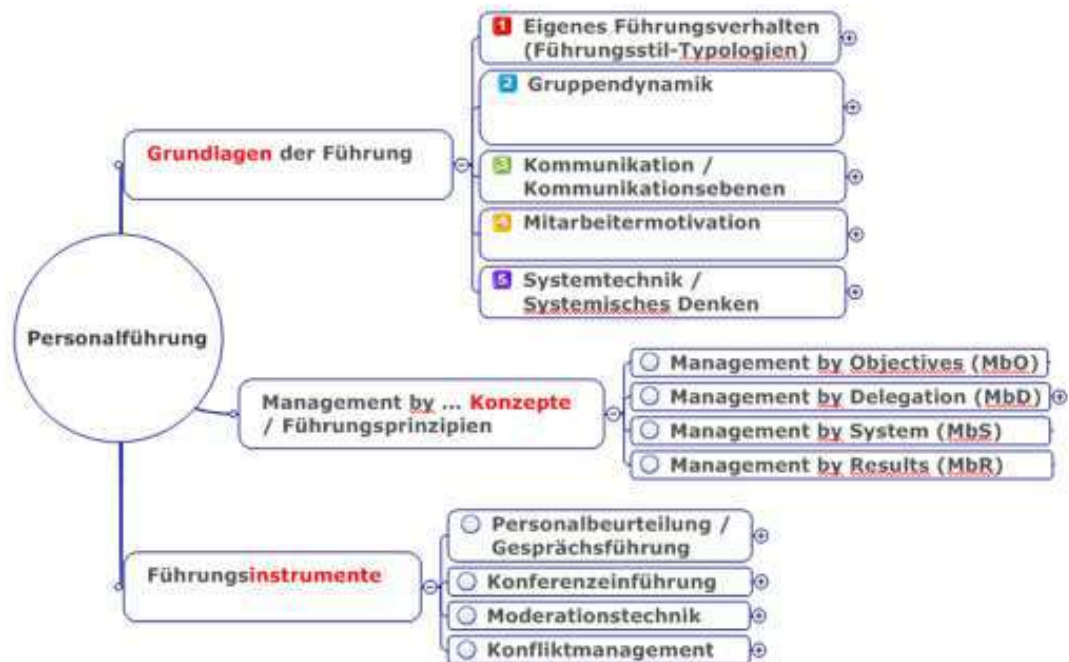 Personalführung
Grundlagen der Führung
1 Eigenes Führungsverhalten
(Führungsstil-Typologien)
2 Gruppendynamik
3 Kommunikation /
Kommunikationsebenen
4 Mitarbeitermotivation
5 Systemtechnik /
Systemisches Denken
Management by ... Konzepte
/ Führungsprinzipien
Management by Objectives (MbO)
Management by Delegation (MbD)
Management by System (MbS)
Management by Results (MbR)
Führungsinstrumente
Personalbeurteilung /
Gesprächsführung
Konferenzeinführung
Moderationstechnik
Konfliktmanagement